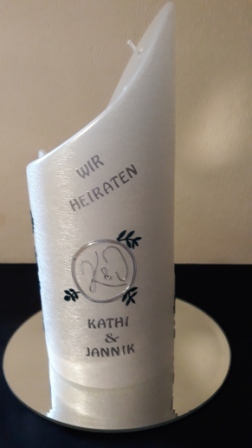 WIR
HEIRATEN
K&J
KATHI
&
JANNIK